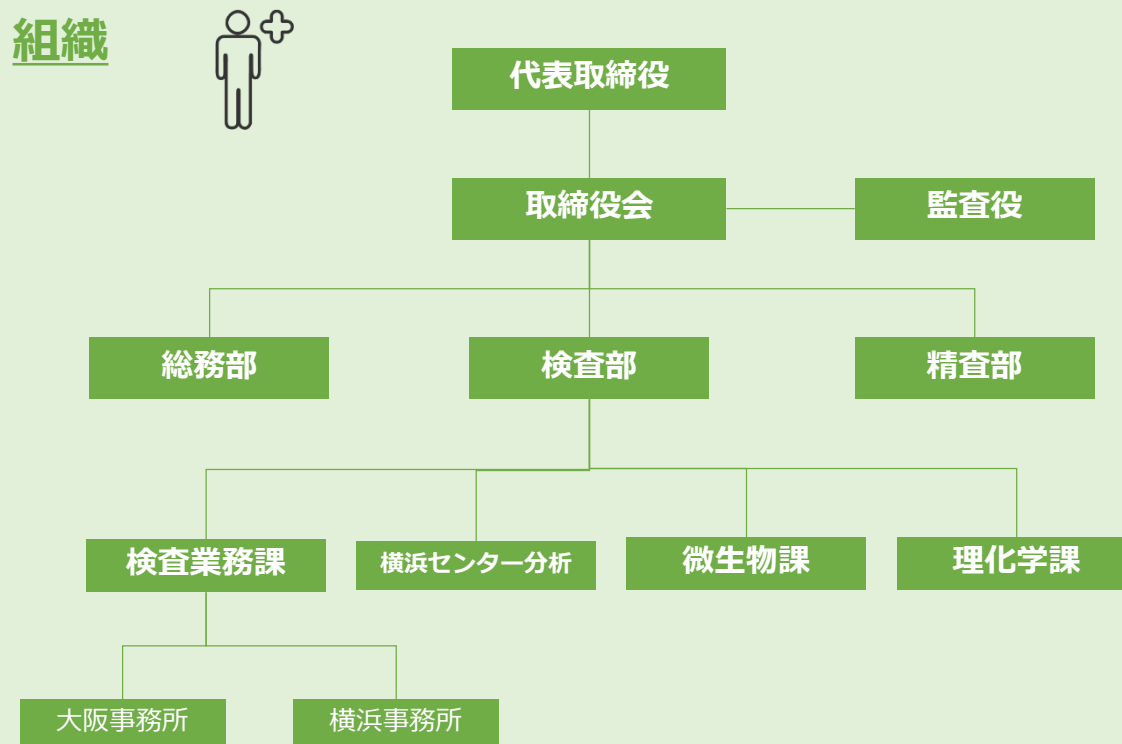 組織
代表取締役
取締役会
監査役
総務部
検査部
精査部
検査業務課
横浜センター分析
微生物課
理化学課
大阪事務所
横浜事務所